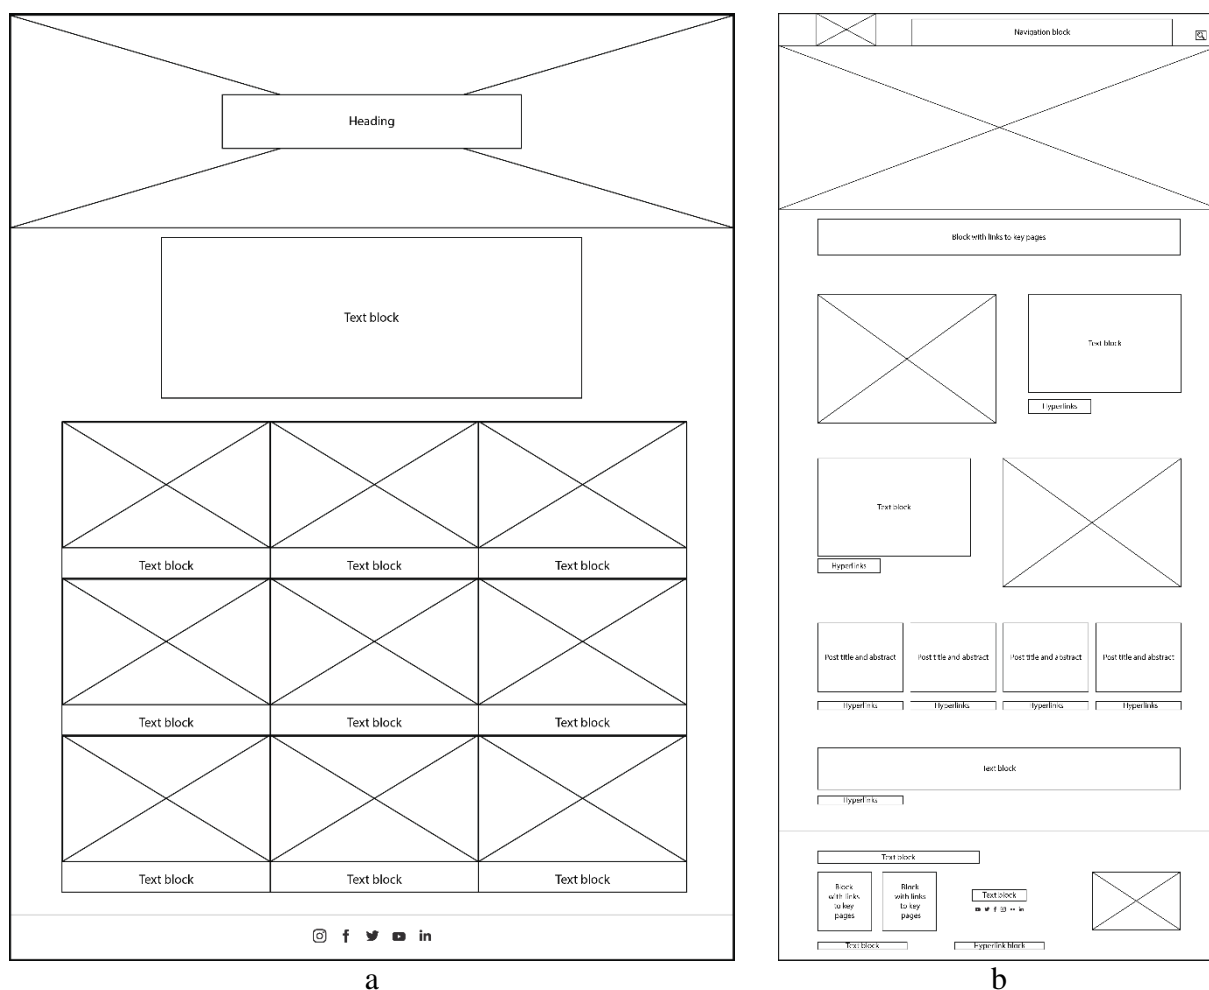 Heading
Text block
Text block Text block Text block
Text block Text block Text block
Text block Text block Text block
a
Navigation block
Block with links to key pages
Text block
Hyperlinks
Text block
Hyperlinks
Post title and abstract Post title and abstract Post title and abstract Post title and abstract
Hyperlinks Hyperlinks Hyperlinks Hyperlinks
Text block
Hyperlinks
Text block
Block
with links
to key
pages
Block
with links
to key
pages
Text block
Text block Hyperlink block
b